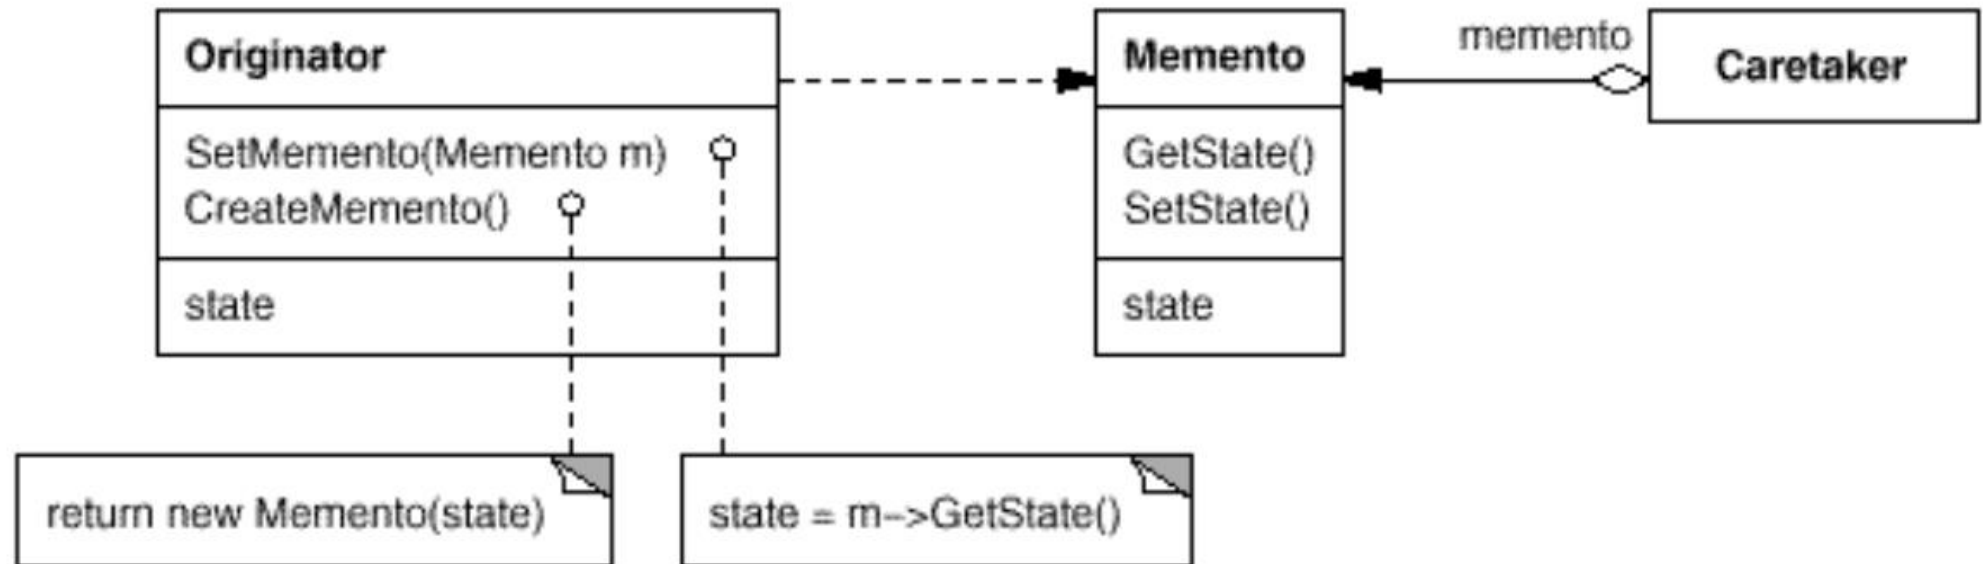 Originator
SetMemento(Memento m)
CreateMemento()
state
return new Memento(state)
state = m->GetState()
Memento
GetState()
SetState()
state
memento
Caretaker